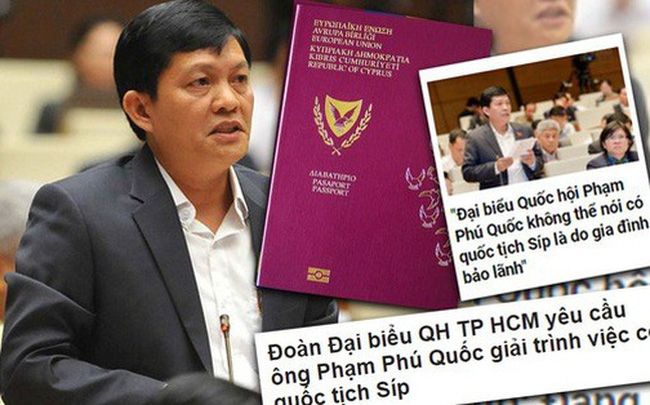 ΕΥΡΩΠΑΪΚΗ ΕΝΩΣΗ
AVRUPA BİRLİĞİ
EUROPEAN UNION
ΚΥΠΡΙΑΚΗ ΔΗΜΟΚΡΑΤΙΑ
KIBRIS CUMHURİYETİ
REPUBLIC OF CYPRUS
ΔΙΑΒΑΤΗΡΙΟ
PASAPORT
PASSPORT
"Đại biểu Quốc hội Phạm
Phú Quốc không thể nói có
quốc tịch Síp là do gia đình
bảo lãnh"
Đoàn Đại biểu QH TP HCM yêu cầu
ông Phạm Phú Quốc giải trình việc có
quốc tịch Síp